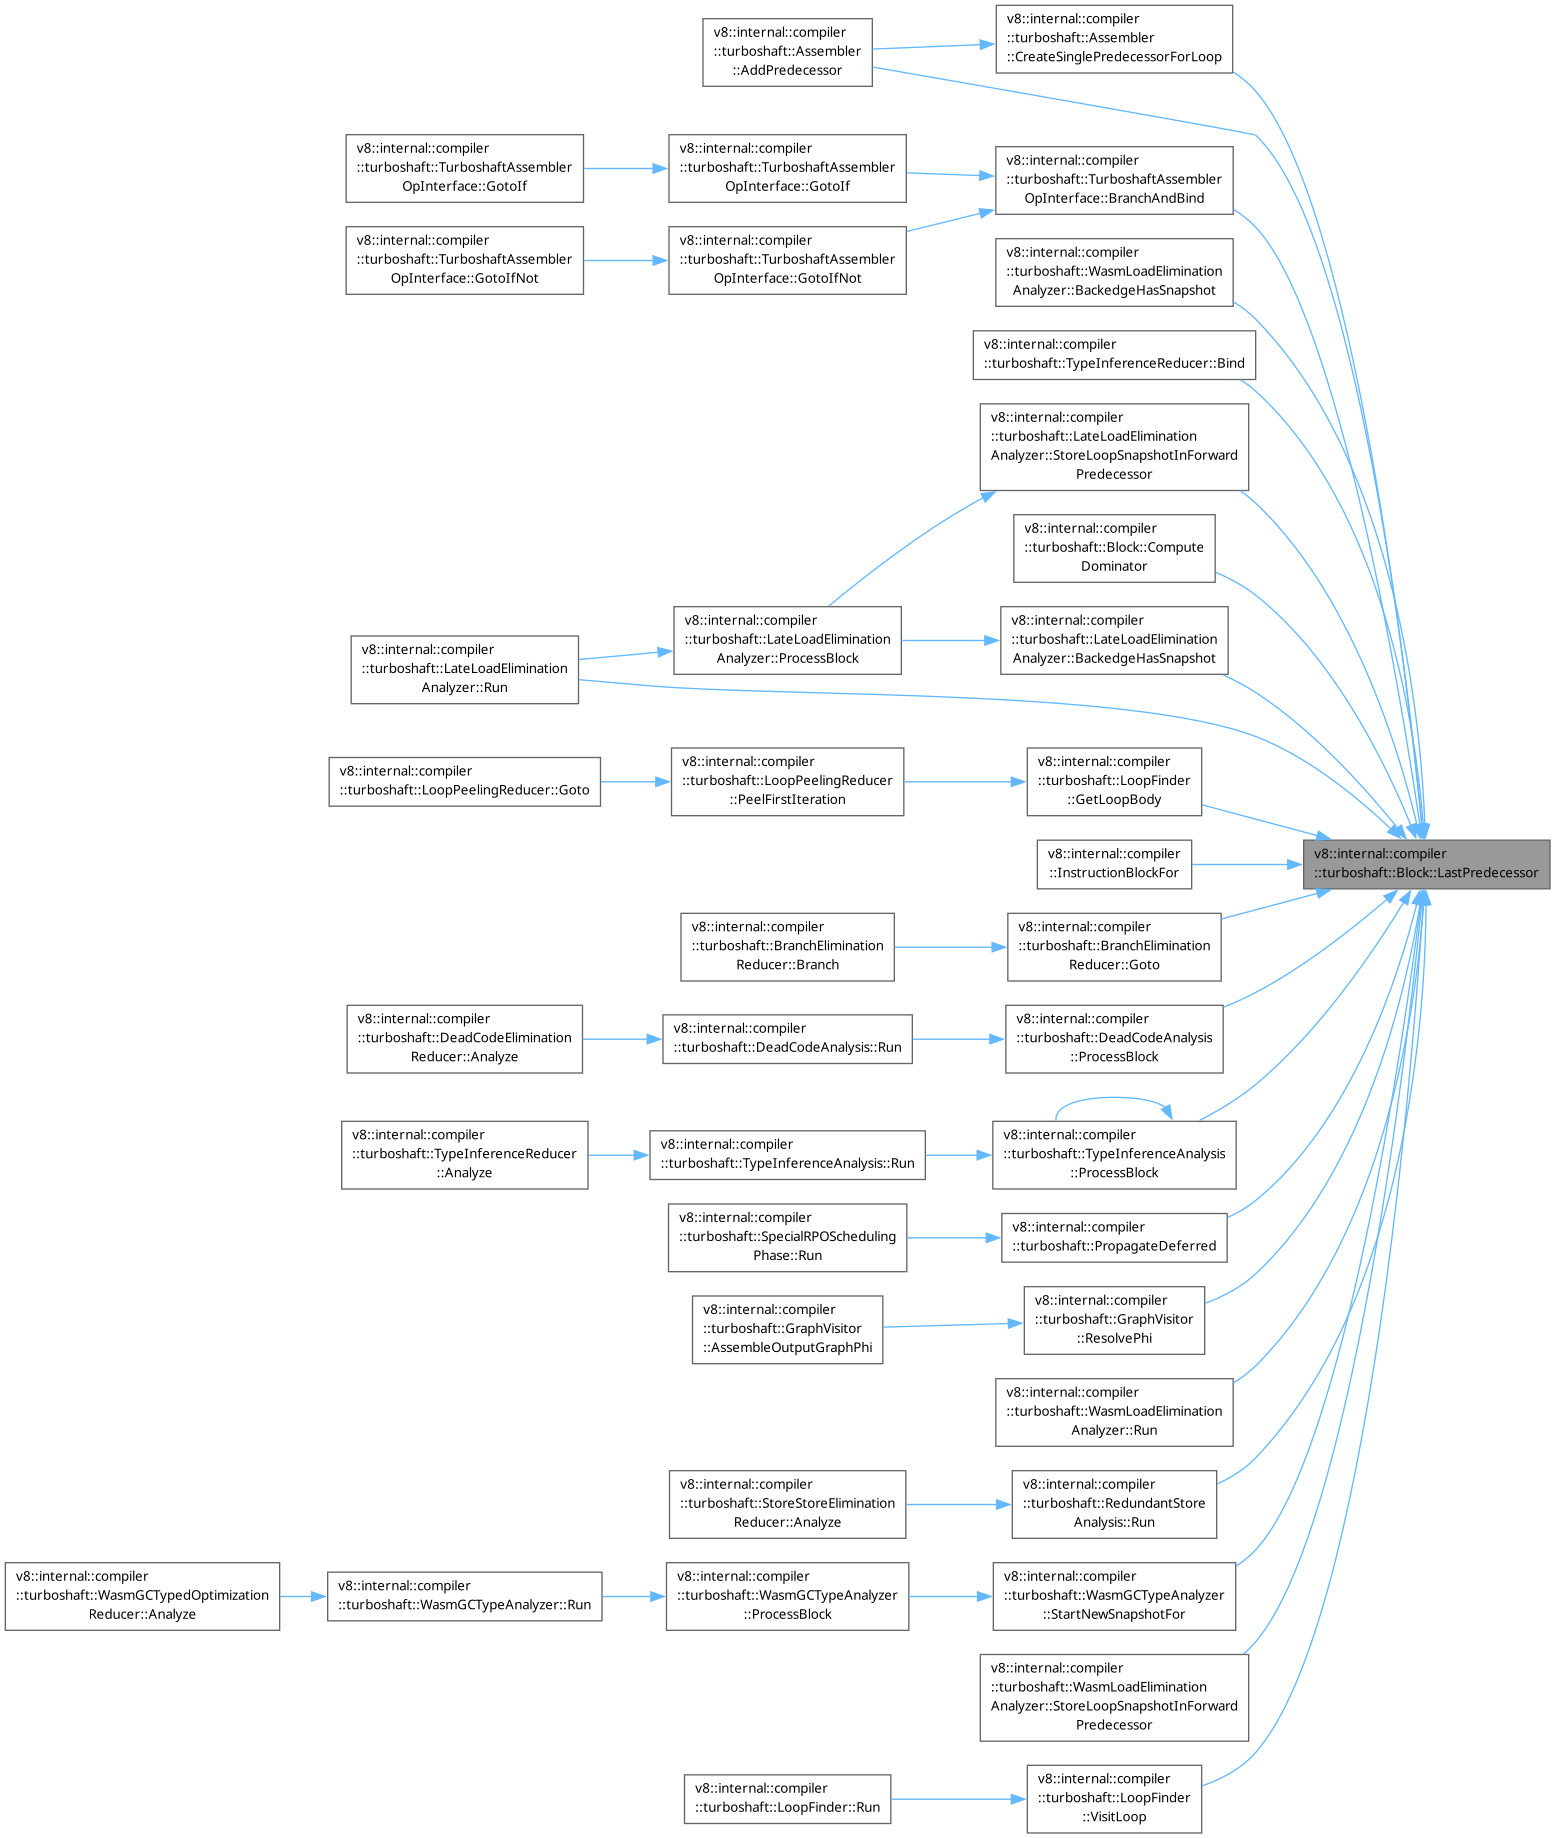 v8::internal::compiler
::turboshaft::Assembler
::AddPredecessor
v8::internal::compiler
::turboshaft::Assembler
::CreateSinglePredecessorForLoop
v8::internal::compiler
::turboshaft::TurboshaftAssembler
OpInterface::GotoIf
v8::internal::compiler
::turboshaft::TurboshaftAssembler
OpInterface::GotoIf
v8::internal::compiler
::turboshaft::TurboshaftAssembler
OpInterface::BranchAndBind
v8::internal::compiler
::turboshaft::TurboshaftAssembler
OpInterface::GotoIfNot
v8::internal::compiler
::turboshaft::TurboshaftAssembler
OpInterface::GotoIfNot
v8::internal::compiler
::turboshaft::WasmLoadElimination
Analyzer::BackedgeHasSnapshot
v8::internal::compiler
::turboshaft::TypeInferenceReducer::Bind
v8::internal::compiler
::turboshaft::LateLoadElimination
Analyzer::StoreLoopSnapshotInForward
Predecessor
v8::internal::compiler
::turboshaft::Block::Compute
Dominator
v8::internal::compiler
::turboshaft::LateLoadElimination
Analyzer::Run
v8::internal::compiler
::turboshaft::LateLoadElimination
Analyzer::ProcessBlock
v8::internal::compiler
::turboshaft::LateLoadElimination
Analyzer::BackedgeHasSnapshot
v8::internal::compiler
::turboshaft::LoopPeelingReducer::Goto
v8::internal::compiler
::turboshaft::LoopPeelingReducer
::PeelFirstIteration
v8::internal::compiler
::turboshaft::LoopFinder
::GetLoopBody
v8::internal::compiler
::InstructionBlockFor
v8::internal::compiler
::turboshaft::Block::LastPredecessor
v8::internal::compiler
::turboshaft::BranchElimination
Reducer::Branch
v8::internal::compiler
::turboshaft::BranchElimination
Reducer::Goto
v8::internal::compiler
::turboshaft::DeadCodeElimination
Reducer::Analyze
v8::internal::compiler
::turboshaft::DeadCodeAnalysis::Run
v8::internal::compiler
::turboshaft::DeadCodeAnalysis
::ProcessBlock
v8::internal::compiler
::turboshaft::TypeInferenceReducer
::Analyze
v8::internal::compiler
::turboshaft::TypeInferenceAnalysis::Run
v8::internal::compiler
::turboshaft::TypeInferenceAnalysis
::ProcessBlock
v8::internal::compiler
::turboshaft::SpecialRPOScheduling
Phase::Run
v8::internal::compiler
::turboshaft::PropagateDeferred
v8::internal::compiler
::turboshaft::GraphVisitor
::AssembleOutputGraphPhi
v8::internal::compiler
::turboshaft::GraphVisitor
::ResolvePhi
v8::internal::compiler
::turboshaft::WasmLoadElimination
Analyzer::Run
v8::internal::compiler
::turboshaft::StoreStoreElimination
Reducer::Analyze
v8::internal::compiler
::turboshaft::RedundantStore
Analysis::Run
v8::internal::compiler
::turboshaft::WasmGCTypedOptimization
Reducer::Analyze
v8::internal::compiler
::turboshaft::WasmGCTypeAnalyzer::Run
v8::internal::compiler
::turboshaft::WasmGCTypeAnalyzer
::ProcessBlock
v8::internal::compiler
::turboshaft::WasmGCTypeAnalyzer
::StartNewSnapshotFor
v8::internal::compiler
::turboshaft::WasmLoadElimination
Analyzer::StoreLoopSnapshotInForward
Predecessor
v8::internal::compiler
::turboshaft::LoopFinder::Run
v8::internal::compiler
::turboshaft::LoopFinder
::VisitLoop